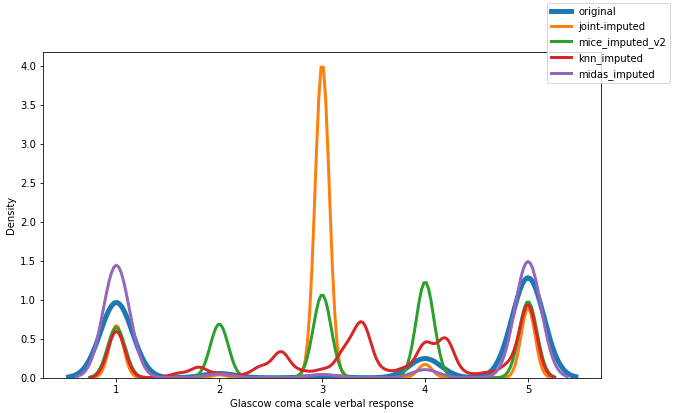 original
joint-imputed
mice_imputed_v2
knn_imputed
midas_imputed
4.0
3.5
3.0
2.5
2.0
1.5
1.0
0.5
0.0
Density
1 2 3 4 5
Glascow coma scale verbal response